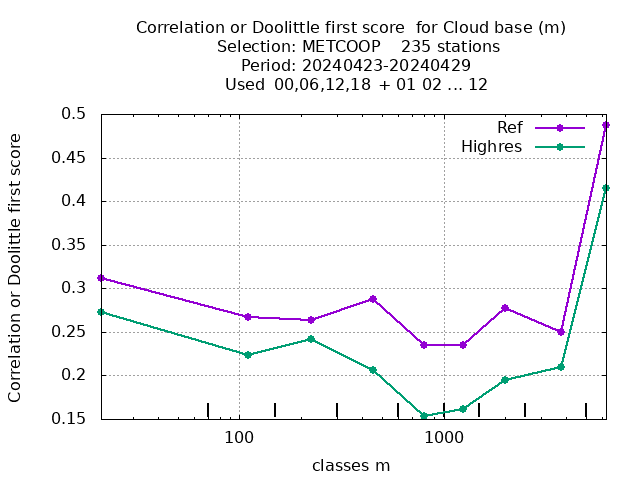 Correlation or Doolittle first score  for Cloud base (m)
Selection: METCOOP    235 stations
Period: 20240423-20240429
Used  00,06,12,18 + 01 02 ... 12
Ref
Highres
Correlation or Doolittle first score
0.5
0.45
0.4
0.35
0.3
0.25
0.2
0.15
100
1000
classes m